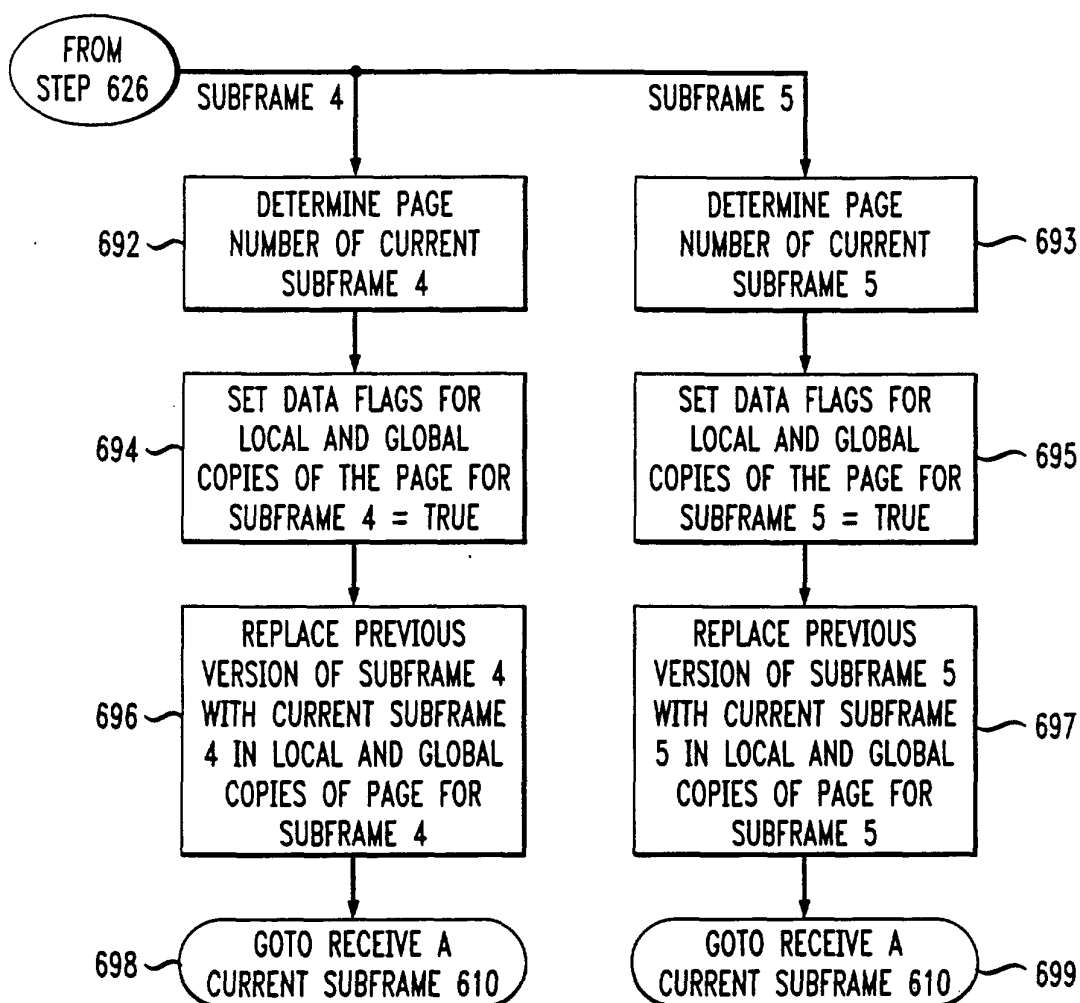 FROM
STEP 626
SUBFRAME 4
SUBFRAME 5
692
DETERMINE PAGE
NUMBER OF CURRENT
SUBFRAME 4
DETERMINE PAGE
NUMBER OF CURRENT
SUBFRAME 5
693
694
SET DATA FLAGS FOR
LOCAL AND GLOBAL
COPIES OF THE PAGE FOR
SUBFRAME 4 = TRUE
SET DATA FLAGS FOR
LOCAL AND GLOBAL
COPIES OF THE PAGE FOR
SUBFRAME 5 = TRUE
695
696
REPLACE PREVIOUS
VERSION OF SUBFRAME 4
WITH CURRENT SUBFRAME
4 IN LOCAL AND GLOBAL
COPIES OF PAGE FOR
SUBFRAME 4
REPLACE PREVIOUS
VERSION OF SUBFRAME 5
WITH CURRENT SUBFRAME
5 IN LOCAL AND GLOBAL
COPIES OF PAGE FOR
SUBFRAME 5
697
698
GOTO RECEIVE A
CURRENT SUBFRAME 610
GOTO RECEIVE A
CURRENT SUBFRAME 610
699